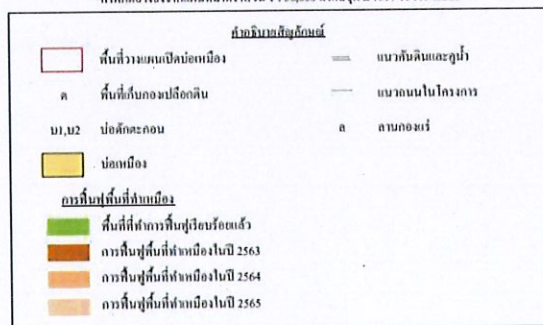 คำอธิบายสัญลักษณ์
พื้นที่วางแผนเปิดบ่อเหมือง
แนวคันดินและคูน้ำ
ด พื้นที่เก็บกองเปลือกดิน
แนวถนนในโครงการ
บ1,บ2 บ่อดักตะกอน
ล ลานกองแร่
บ่อเหมือง
การฟื้นฟูพื้นที่ทำเหมือง
พื้นที่ที่ทำการฟื้นฟูเรียบร้อยแล้ว
การฟื้นฟูพื้นที่ทำเหมืองในปี 2563
การฟื้นฟูพื้นที่ทำเหมืองในปี 2564
การฟื้นฟูพื้นที่ทำเหมืองในปี 2565